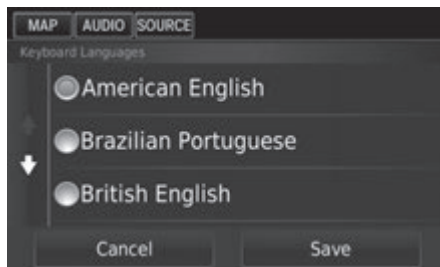 MAP AUDIO SOURCE
Keyboard Languages
American English
Brazilian Portuguese
British English
Cancel Save